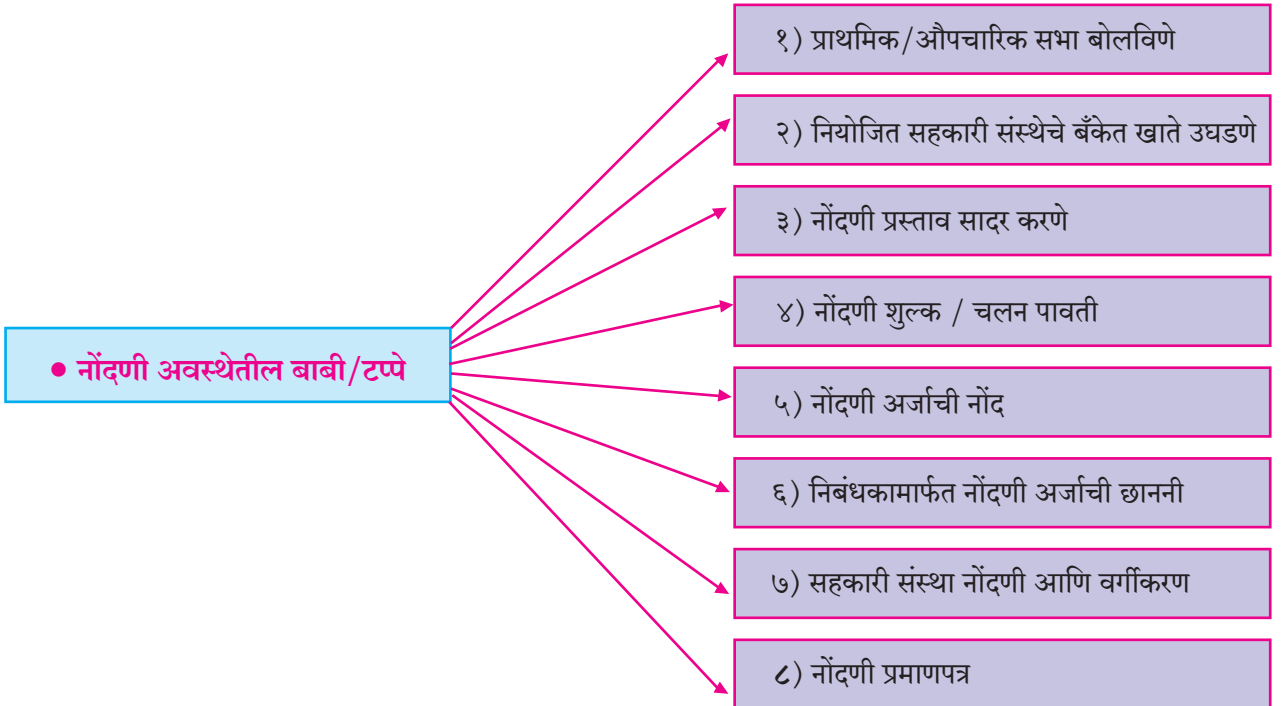 १) प्राथमिक/औपचारिक सभा बोलविणे
२) नियोजित सहकारी संस्थेचे बँकेत खाते उघडणे
३) नोंदणी प्रस्ताव सादर करणे
४) नोंदणी शुल्क / चलन पावती
• नोंदणी अवस्थेतील बाबी/टप्पे
५) नोंदणी अर्जाची नोंद
६) निबंधकामार्फत नोंदणी अर्जाची छाननी
७) सहकारी संस्था नोंदणी आणि वर्गीकरण
८) नोंदणी प्रमाणपत्र